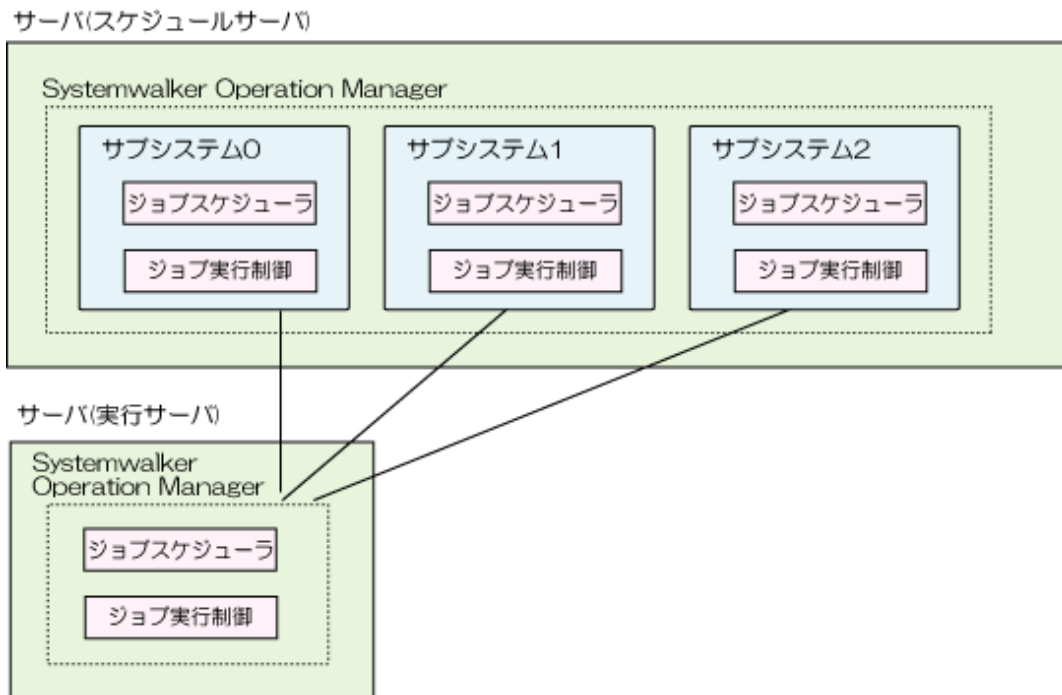 サーバ(スケジュールサーバ)
Systemwalker Operation Manager
サブシステム0
サブシステム1
サブシステム2
ジョブスケジューラ
ジョブスケジューラ
ジョブスケジューラ
ジョブ実行制御
ジョブ実行制御
ジョブ実行制御
サーバ(実行サーバ)
Systemwalker
Operation Manager
ジョブスケジューラ
ジョブ実行制御